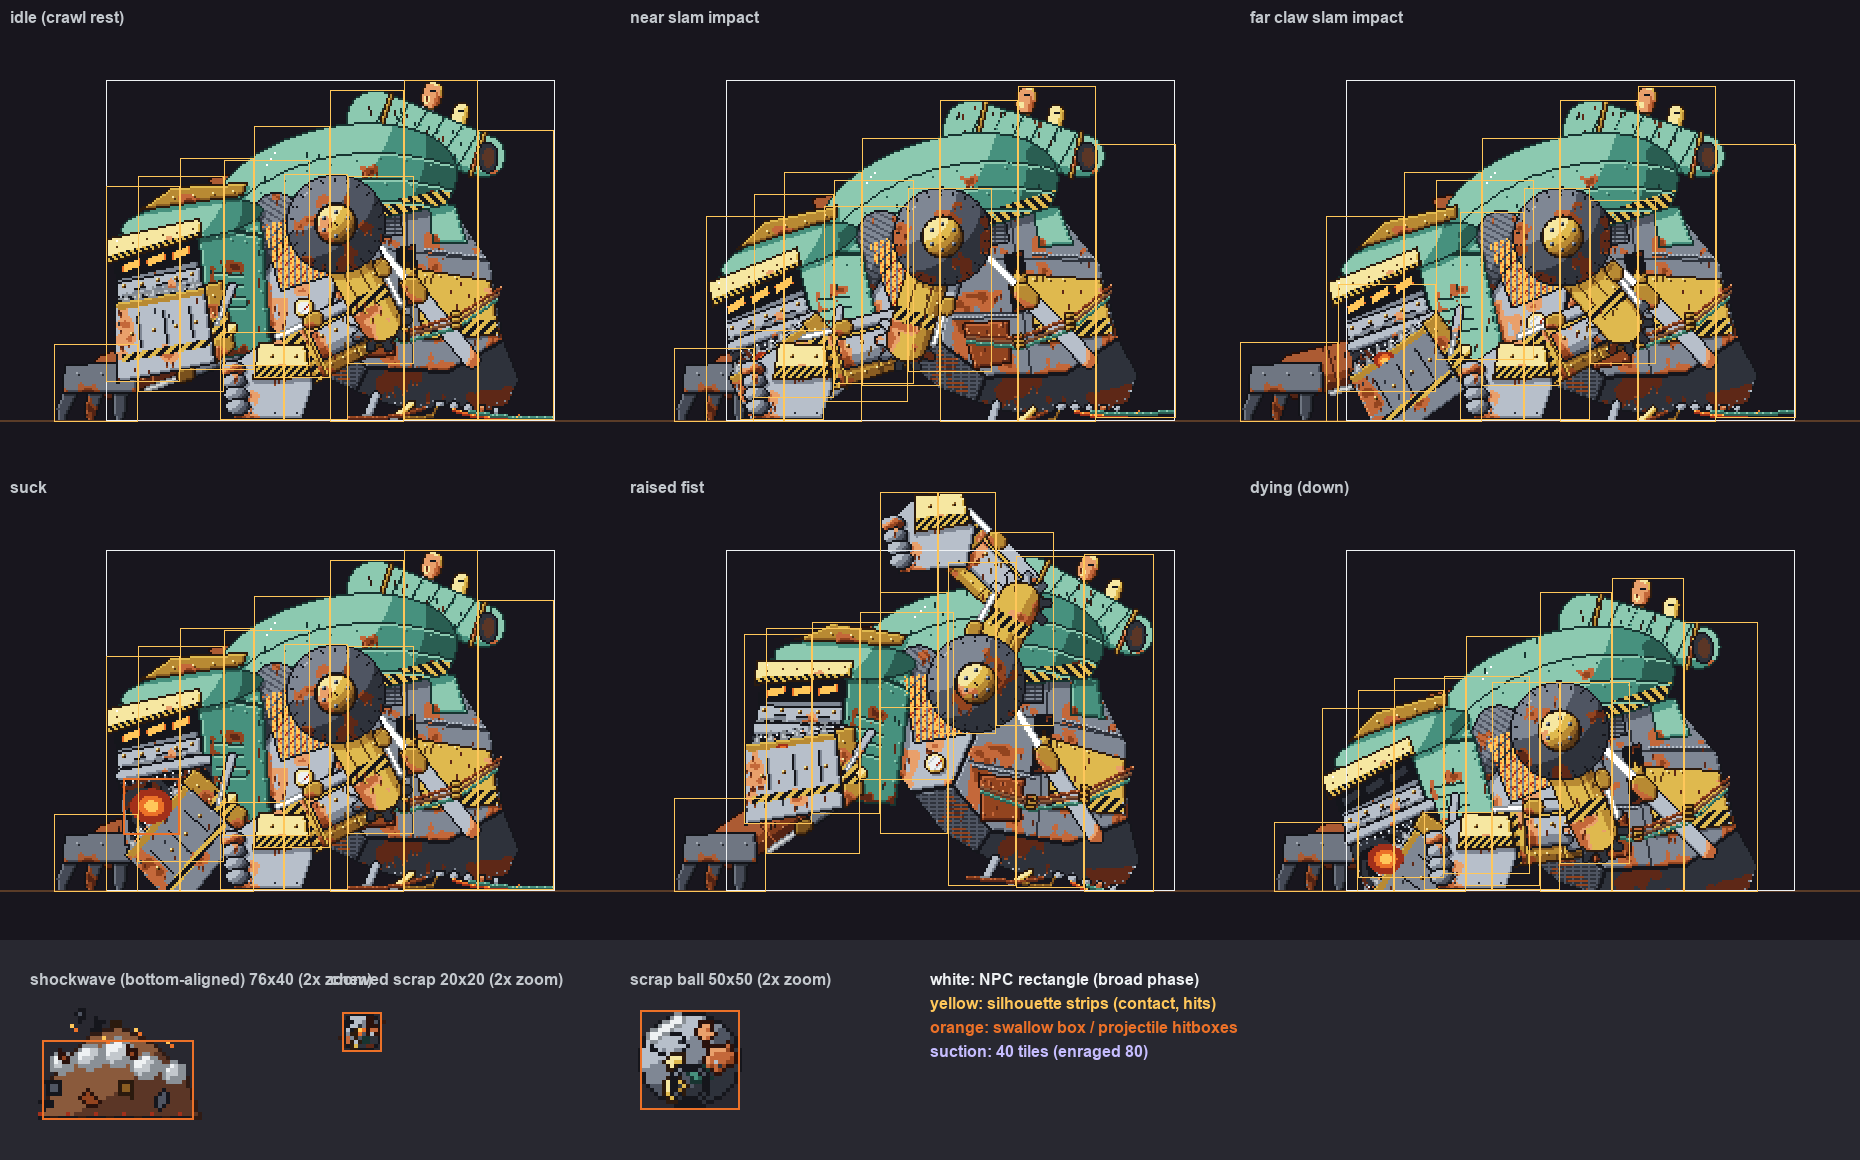 idle (crawl rest)
near slam impact
far claw slam impact
suck
raised fist
dying (down)
shockwave (bottom-aligned) 76x40 (2x zoom)
chewed scrap 20x20 (2x zoom)
scrap ball 50x50 (2x zoom)
white: NPC rectangle (broad phase)
yellow: silhouette strips (contact, hits)
orange: swallow box / projectile hitboxes
suction: 40 tiles (enraged 80)